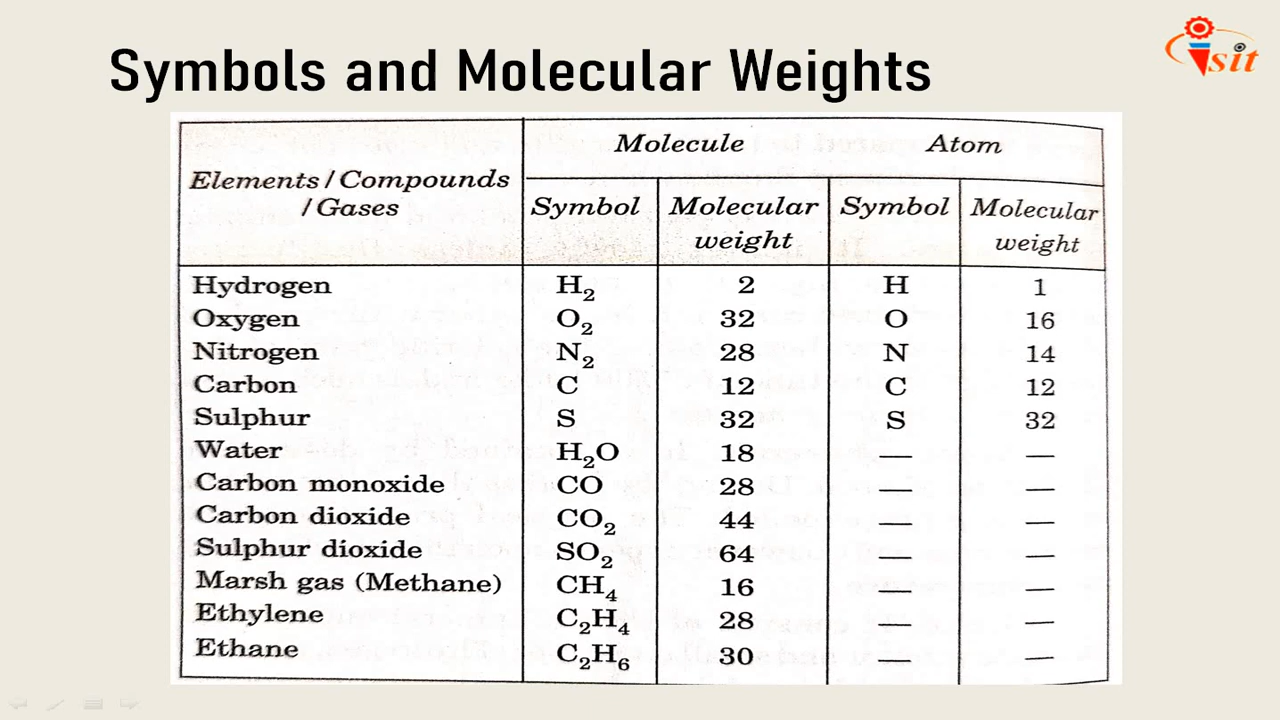 Symbols and Molecular Weights
sit
Elements/Compounds /Gases Molecule Atom
Symbol Molecular weight Symbol Molecular weight
Hydrogen H₂ 2 H 1
Oxygen O₂ 32 O 16
Nitrogen N₂ 28 N 14
Carbon C 12 C 12
Sulphur S 32 S 32
Water H₂O 18 — —
Carbon monoxide CO 28 — —
Carbon dioxide CO₂ 44 — —
Sulphur dioxide SO₂ 64 — —
Marsh gas (Methane) CH₄ 16 — —
Ethylene C₂H₄ 28 — —
Ethane C₂H₆ 30 — —